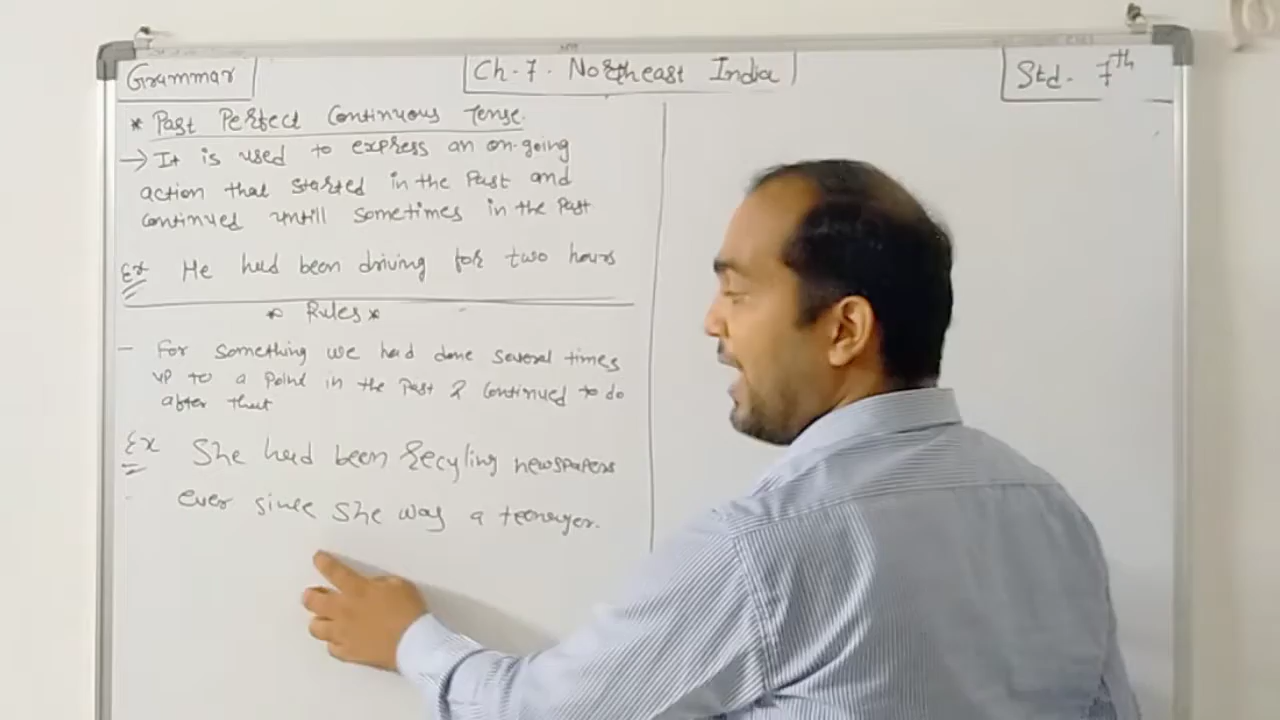 Grammar
Ch-7. Northeast India
Std. 7th
* Past Perfect Continuous Tense.
→ It is used to express an on-going
action that started in the Past and
continued untill sometimes in the Past
Ex He had been driving for two hours
* Rules *
- For something we had done several times
up to a point in the past & continued to do
after that
Ex She had been recyling newspapers
ever since she was a teenager.